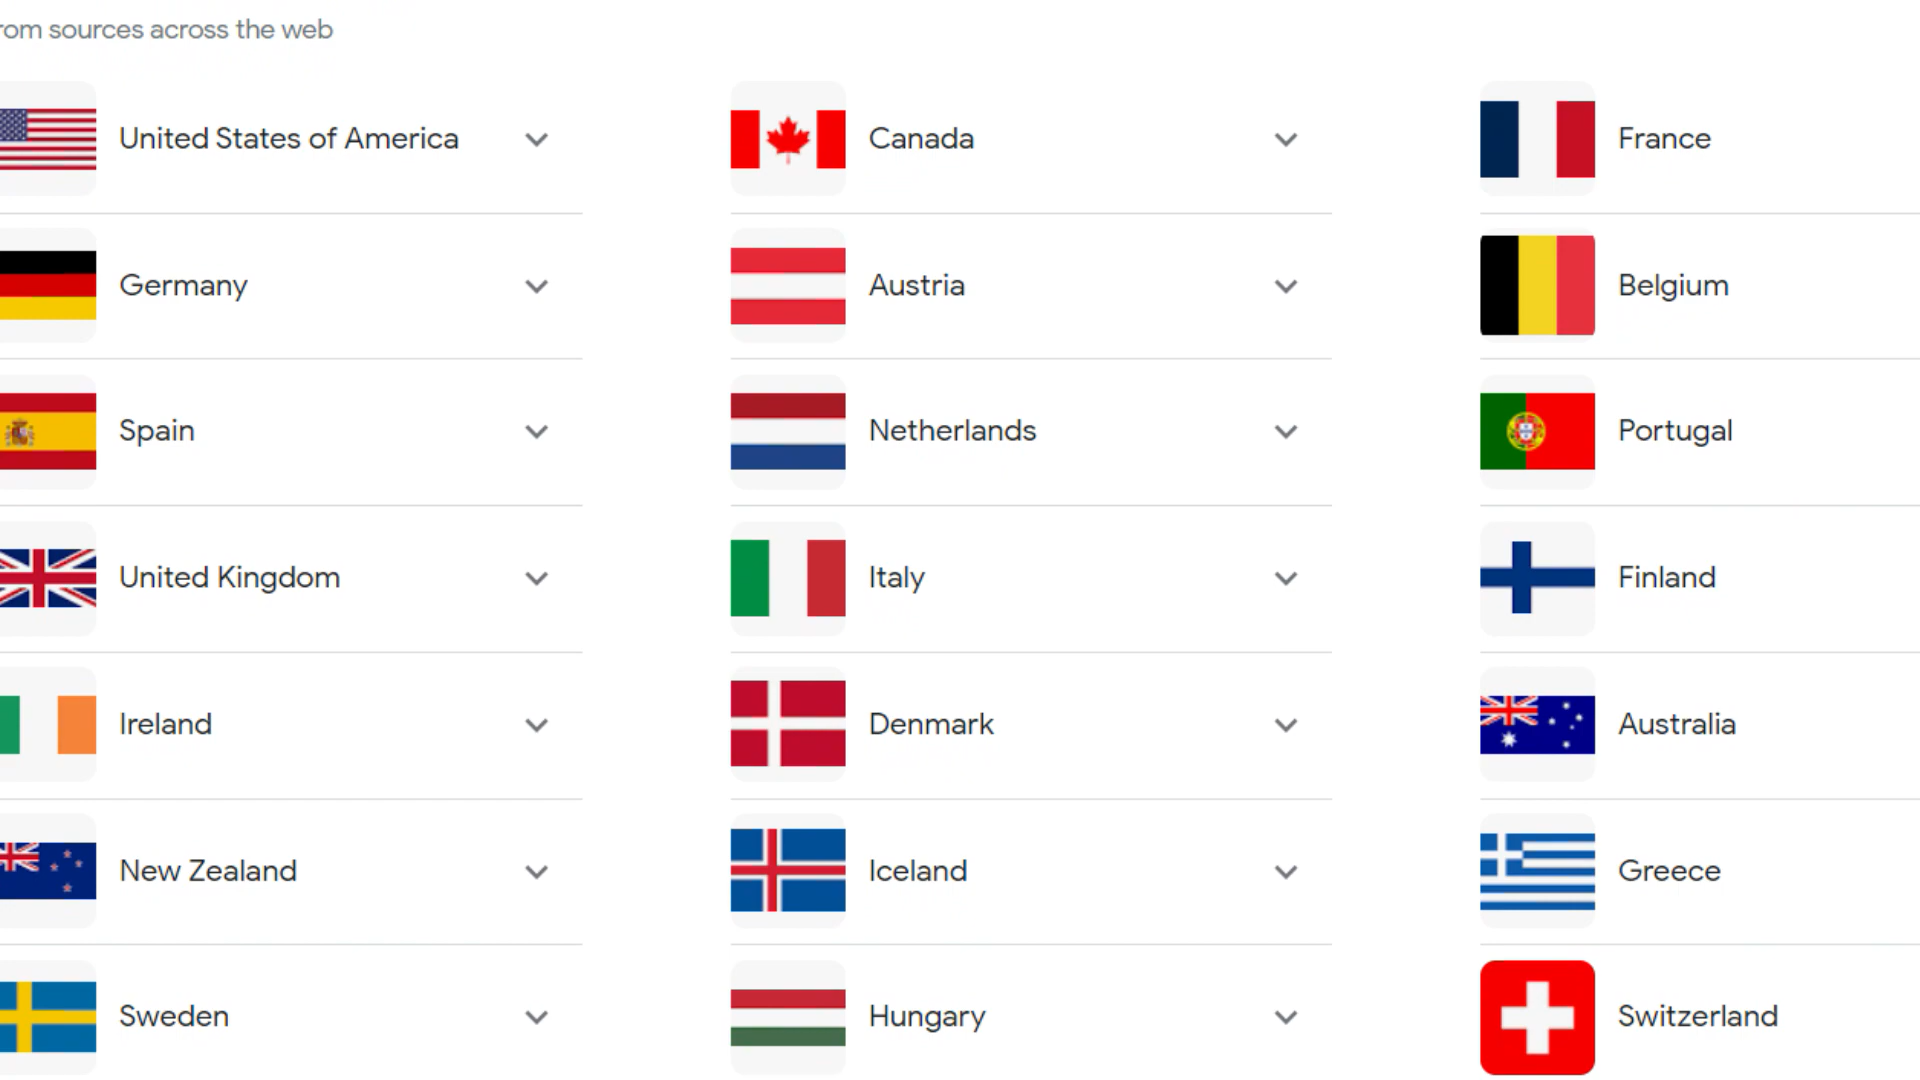 rom sources across the web
United States of America
Canada
France
Germany
Austria
Belgium
Spain
Netherlands
Portugal
United Kingdom
Italy
Finland
Ireland
Denmark
Australia
New Zealand
Iceland
Greece
Sweden
Hungary
Switzerland